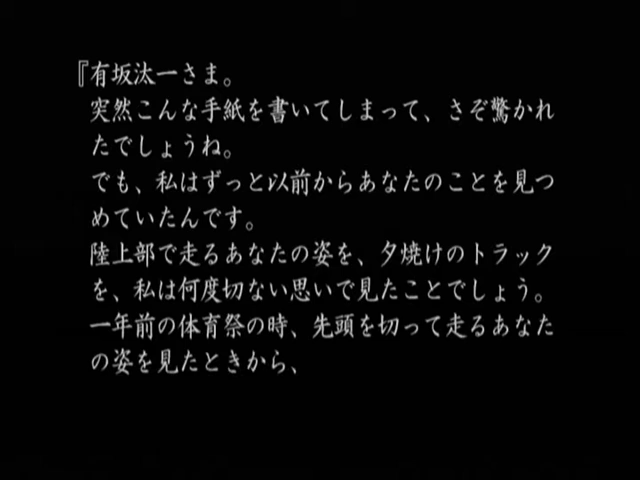 『有坂汰一さま。
突然こんな手紙を書いてしまって、さぞ驚かれ
たでしょうね。
でも、私はずっと以前からあなたのことを見つ
めていたんです。
陸上部で走るあなたの姿を、夕焼けのトラック
を、私は何度切ない思いで見たことでしょう。
一年前の体育祭の時、先頭を切って走るあなた
の姿を見たときから、